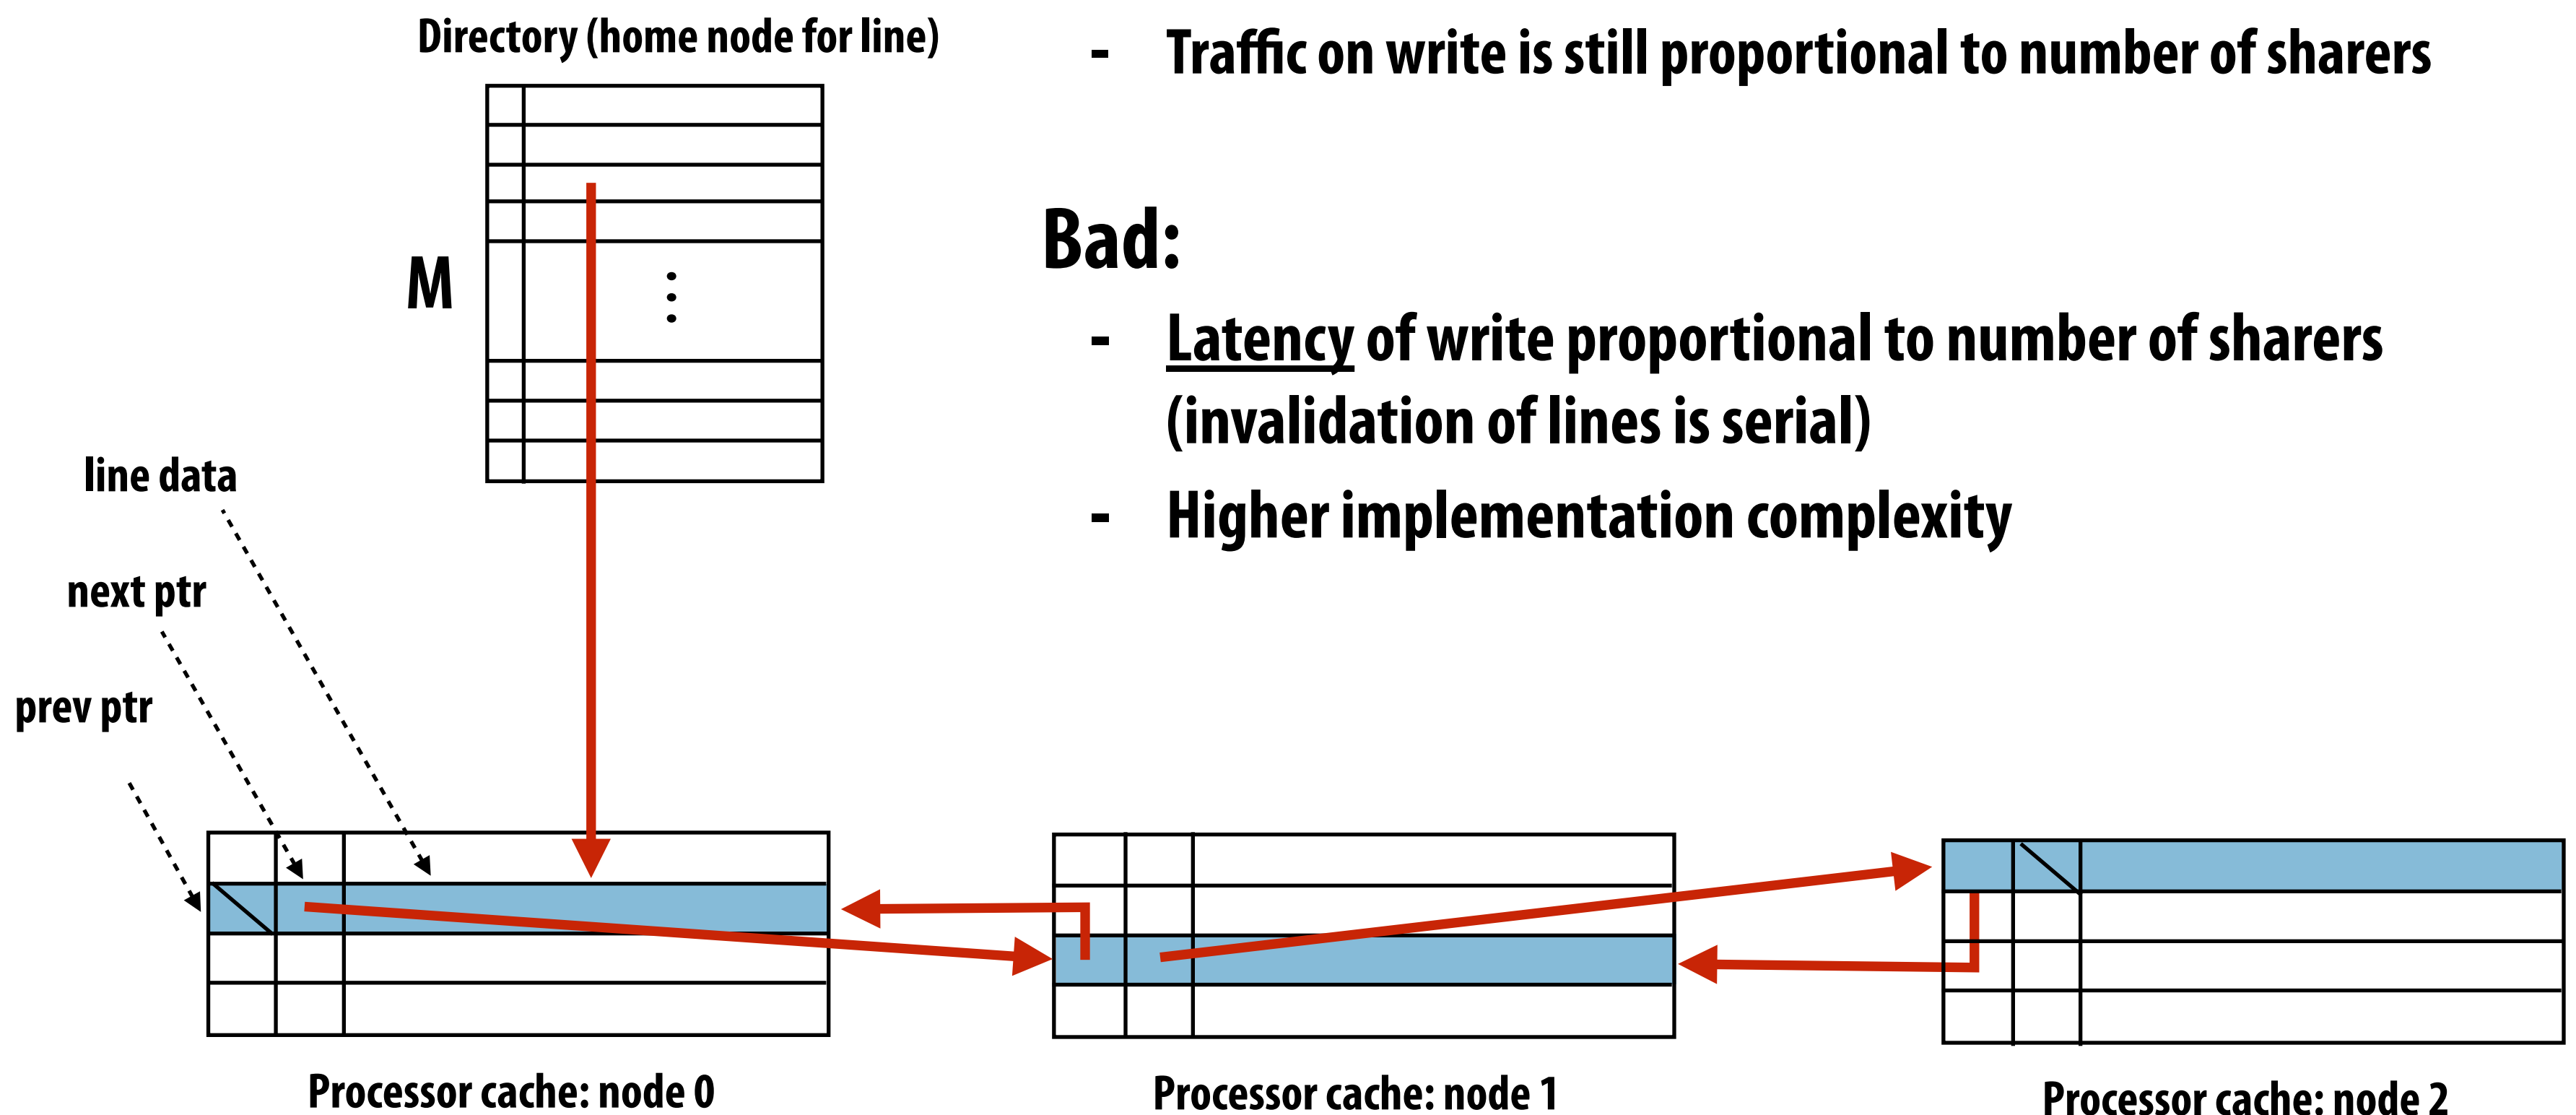 Directory (home node for line)
- Traffic on write is still proportional to number of sharers
M
Bad:
- Latency of write proportional to number of sharers
(invalidation of lines is serial)
- Higher implementation complexity
line data
next ptr
prev ptr
Processor cache: node 0
Processor cache: node 1
Processor cache: node 2